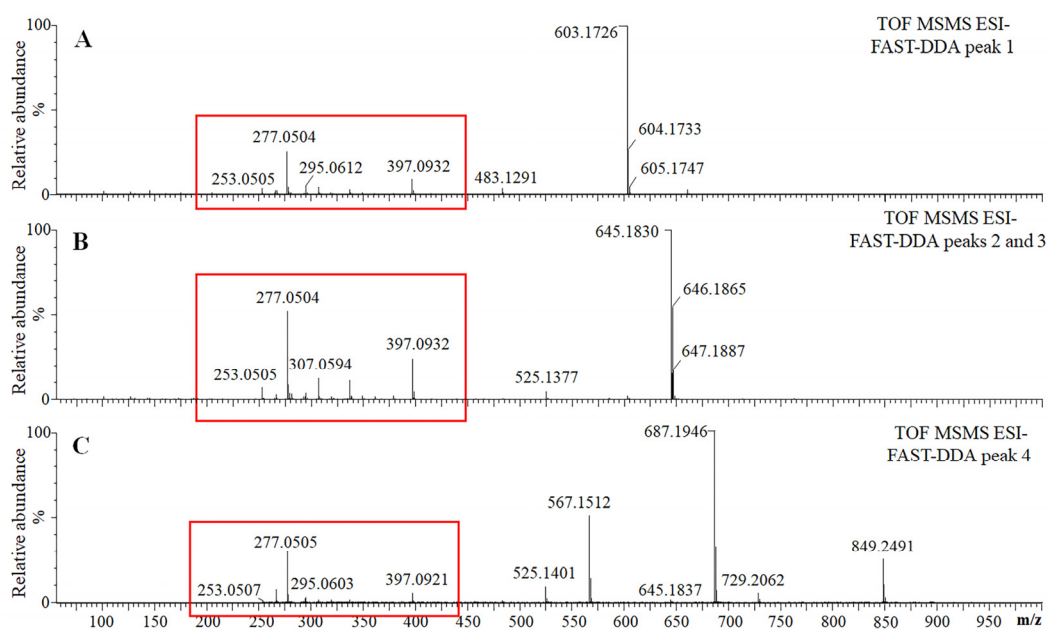 100
A
Relative abundance
%
0
TOF MSMS ESI-
FAST-DDA peak 1
603.1726
604.1733
605.1747
277.0504
253.0505
295.0612
397.0932
483.1291
100
B
Relative abundance
%
0
TOF MSMS ESI-
FAST-DDA peaks 2 and 3
645.1830
646.1865
647.1887
277.0504
253.0505
307.0594
397.0932
525.1377
100
C
Relative abundance
%
0
TOF MSMS ESI-
FAST-DDA peak 4
687.1946
567.1512
849.2491
277.0505
253.0507
295.0603
397.0921
525.1401
645.1837
729.2062
100 150 200 250 300 350 400 450 500 550 600 650 700 750 800 850 900 950 m/z